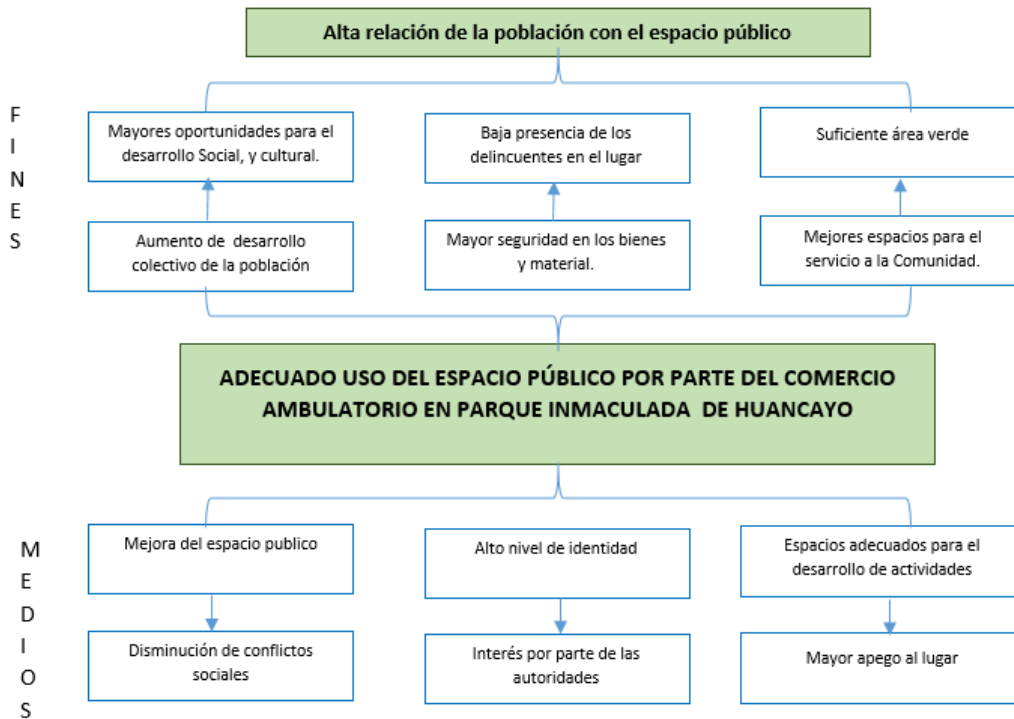 Alta relación de la población con el espacio público
F
I
N
E
S
Mayores oportunidades para el
desarrollo Social, y cultural.
Baja presencia de los
delincuentes en el lugar
Suficiente área verde
Aumento de desarrollo
colectivo de la población
Mayor seguridad en los bienes
y material.
Mejores espacios para el
servicio a la Comunidad.
ADECUADO USO DEL ESPACIO PÚBLICO POR PARTE DEL COMERCIO
AMBULATORIO EN PARQUE INMACULADA DE HUANCAYO
M
E
D
I
O
S
Mejora del espacio publico
Alto nivel de identidad
Espacios adecuados para el
desarrollo de actividades
Disminución de conflictos
sociales
Interés por parte de las
autoridades
Mayor apego al lugar